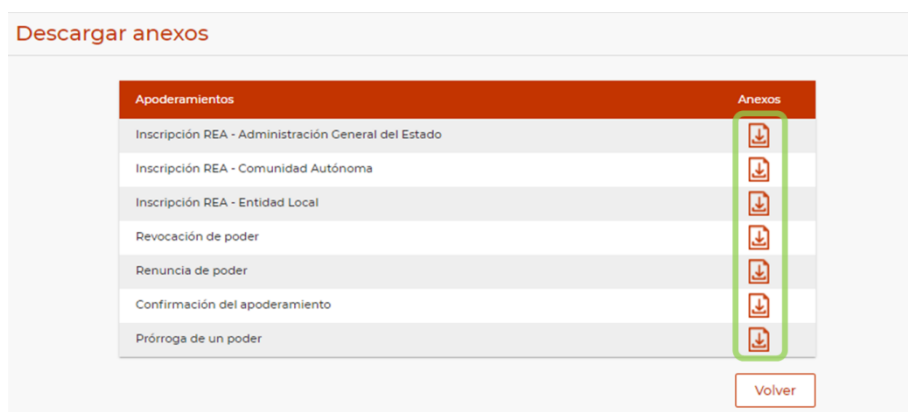 Descargar anexos
Apoderamientos Anexos
Inscripción REA - Administración General del Estado
Inscripción REA - Comunidad Autónoma
Inscripción REA - Entidad Local
Revocación de poder
Renuncia de poder
Confirmación del apoderamiento
Prórroga de un poder
Volver